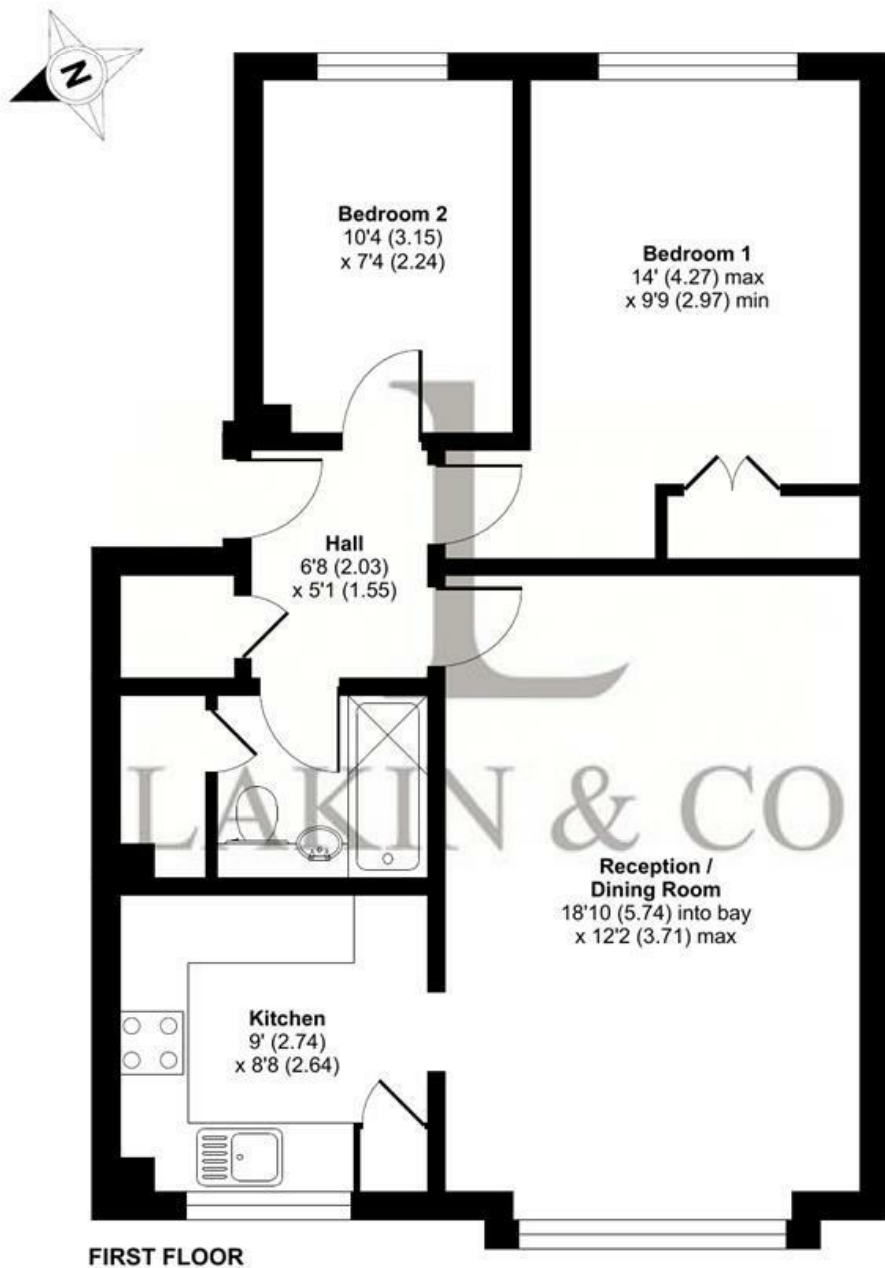 N
Bedroom 2
10'4 (3.15)
x 7'4 (2.24)
Bedroom 1
14' (4.27) max
x 9'9 (2.97) min
Hall
6'8 (2.03)
x 5'1 (1.55)
L
LAKIN & CO
Reception /
Dining Room
18'10 (5.74) into bay
x 12'2 (3.71) max
Kitchen
9' (2.74)
x 8'8 (2.64)
FIRST FLOOR